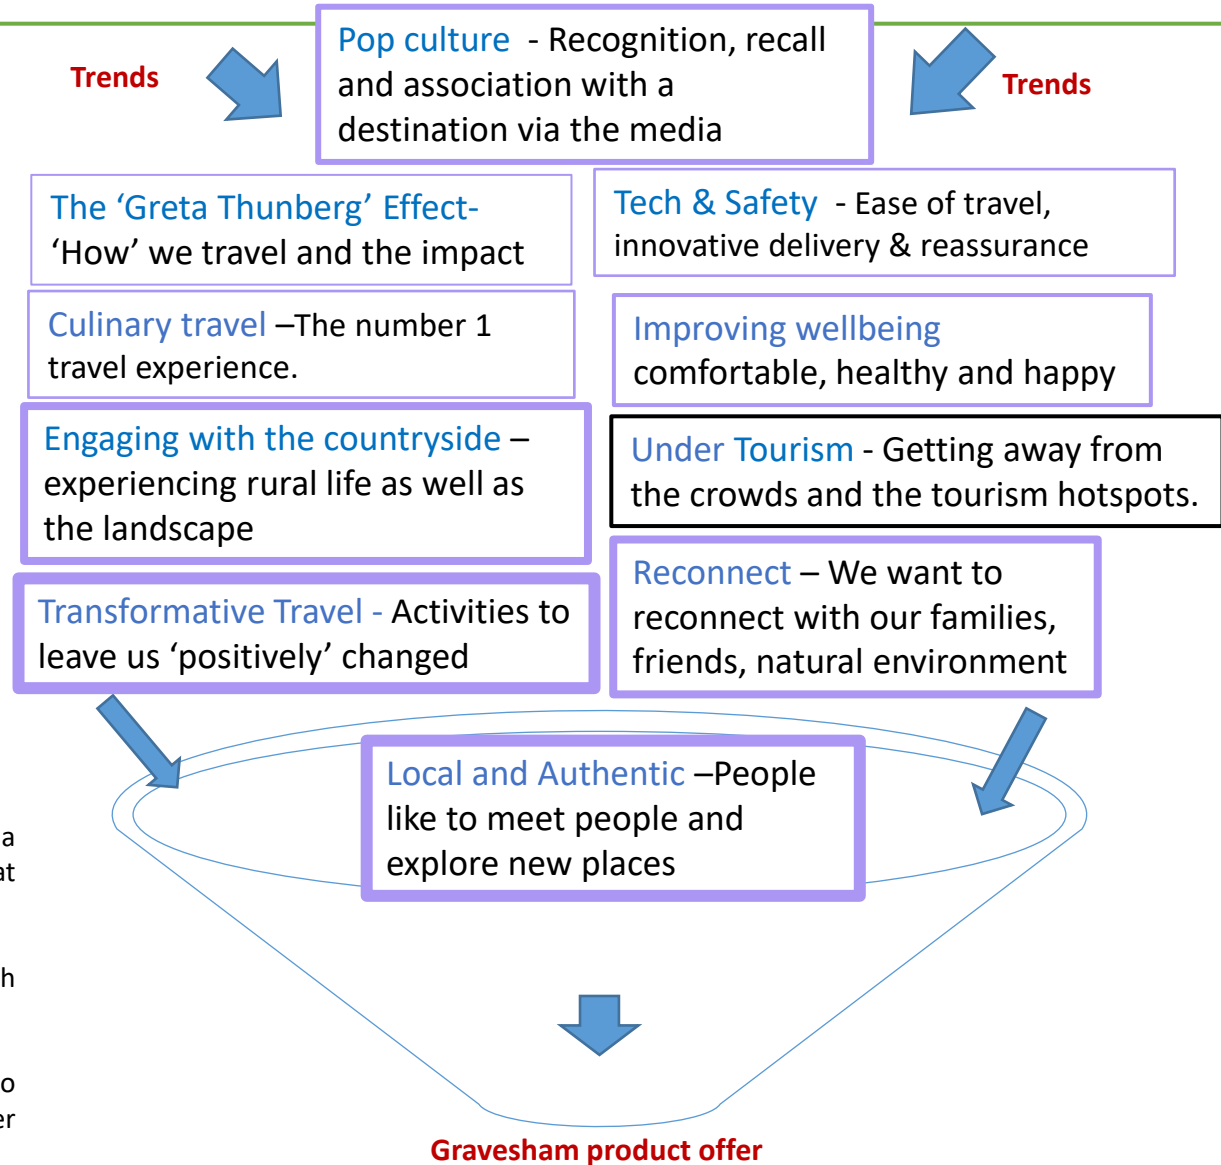 Trends
Pop culture - Recognition, recall
and association with a
destination via the media
Trends
The ‘Greta Thunberg’ Effect-
‘How’ we travel and the impact
Tech & Safety - Ease of travel,
innovative delivery & reassurance
Culinary travel –The number 1
travel experience.
Improving wellbeing
comfortable, healthy and happy
Engaging with the countryside –
experiencing rural life as well as
the landscape
Under Tourism - Getting away from
the crowds and the tourism hotspots.
Transformative Travel - Activities to
leave us ‘positively’ changed
Reconnect – We want to
reconnect with our families,
friends, natural environment
Local and Authentic –People
like to meet people and
explore new places
a
Gravesham product offer